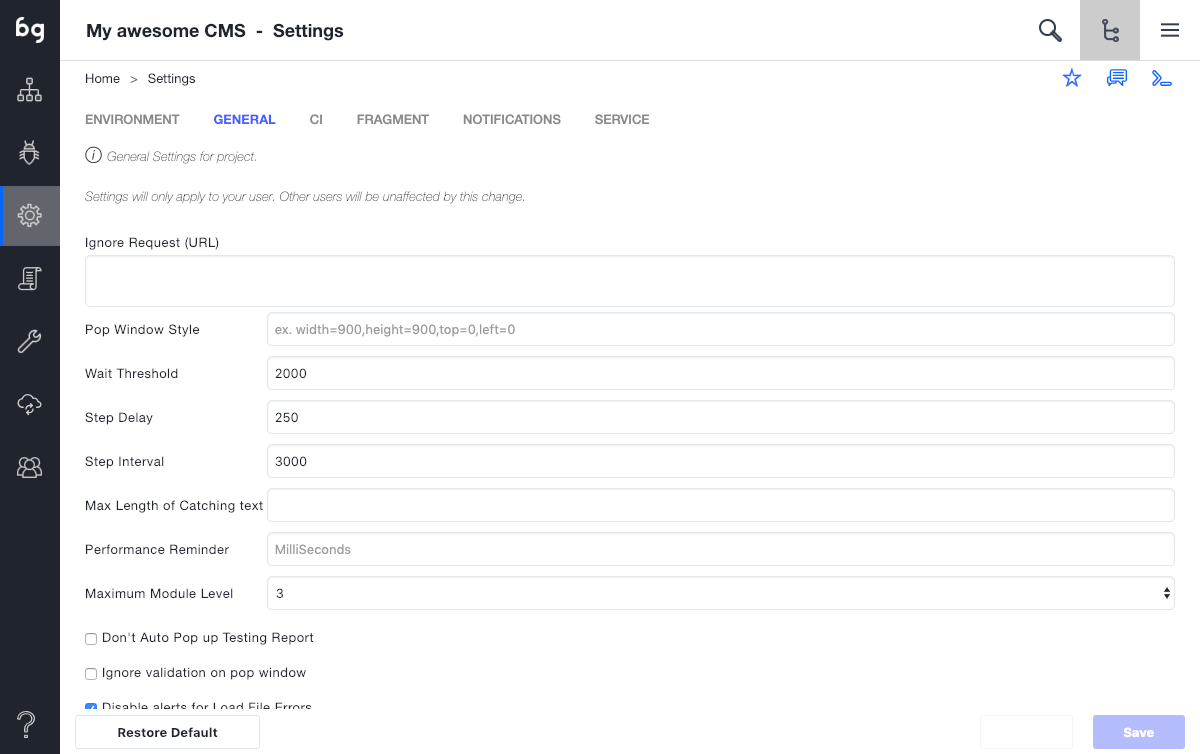 bg
My awesome CMS - Settings
Home > Settings
ENVIRONMENT GENERAL CI FRAGMENT NOTIFICATIONS SERVICE
i General Settings for project.
Settings will only apply to your user. Other users will be unaffected by this change.
Ignore Request (URL)
Pop Window Style ex. width=900,height=900,top=0,left=0
Wait Threshold 2000
Step Delay 250
Step Interval 3000
Max Length of Catching text
Performance Reminder MilliSeconds
Maximum Module Level 3
Don't Auto Pop up Testing Report
Ignore validation on pop window
Disable alerts for Load File Errors
Restore Default Save